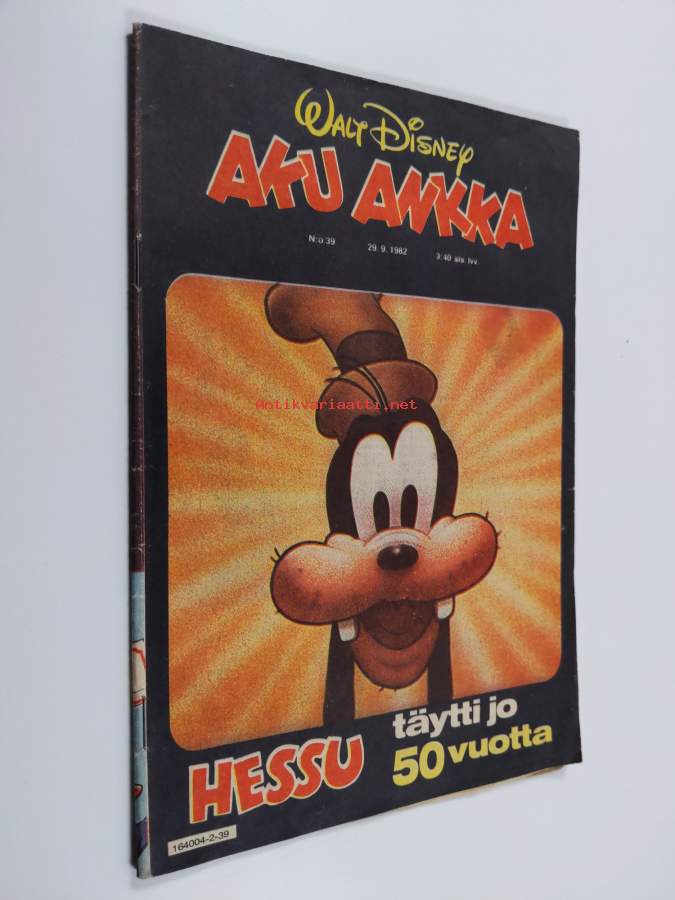 WALT DISNEY
AKU ANKKA
N:o 39 29. 9. 1982 3:40 sis. lvv.
Antikvariaatti.net
HESSU täytti jo
50 vuotta
164004-2-39